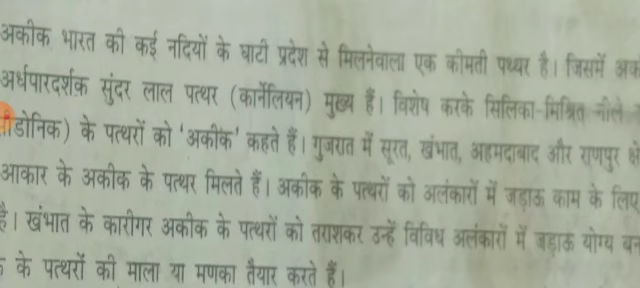 अकीक भारत की कई नदियों के घाटी प्रदेश से मिलनेवाला एक कीमती पथ्थर है। जिसमें
अर्धपारदर्शक सुंदर लाल पत्थर (कार्नेलियन) मुख्य हैं। विशेष करके सिलिका-मिश्रित नीले
के पत्थरों को 'अकीक' कहते हैं। गुजरात में सूरत, खंभात, अहमदाबाद और राणपुर
आकार के अकीक के पत्थर मिलते हैं। अकीक के पत्थरों को अलंकारों में जड़ाऊ काम के लिए
है। खंभात के कारीगर अकीक के पत्थरों को तराशकर उन्हें विविध अलंकारों में जड़ाऊ योग्य
के पत्थरों की माला या मणका तैयार करते हैं।